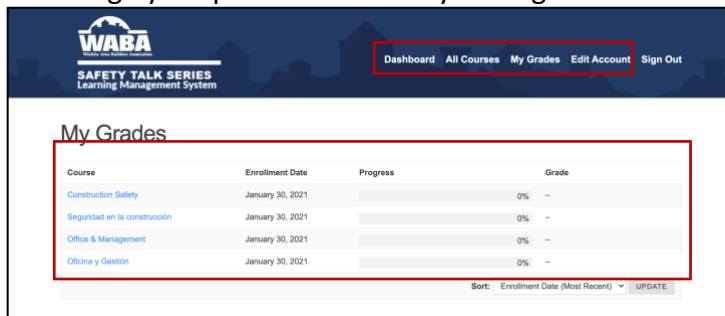 WABA
Wichita Area Builders Association
SAFETY TALK SERIES
Learning Management System
Dashboard All Courses My Grades Edit Account Sign Out
My Grades
Course Enrollment Date Progress Grade
Construction Safety January 30, 2021 0% –
Seguridad en la construcción January 30, 2021 0% –
Office & Management January 30, 2021 0% –
Oficina y Gestión January 30, 2021 0% –
Sort: Enrollment Date (Most Recent) UPDATE